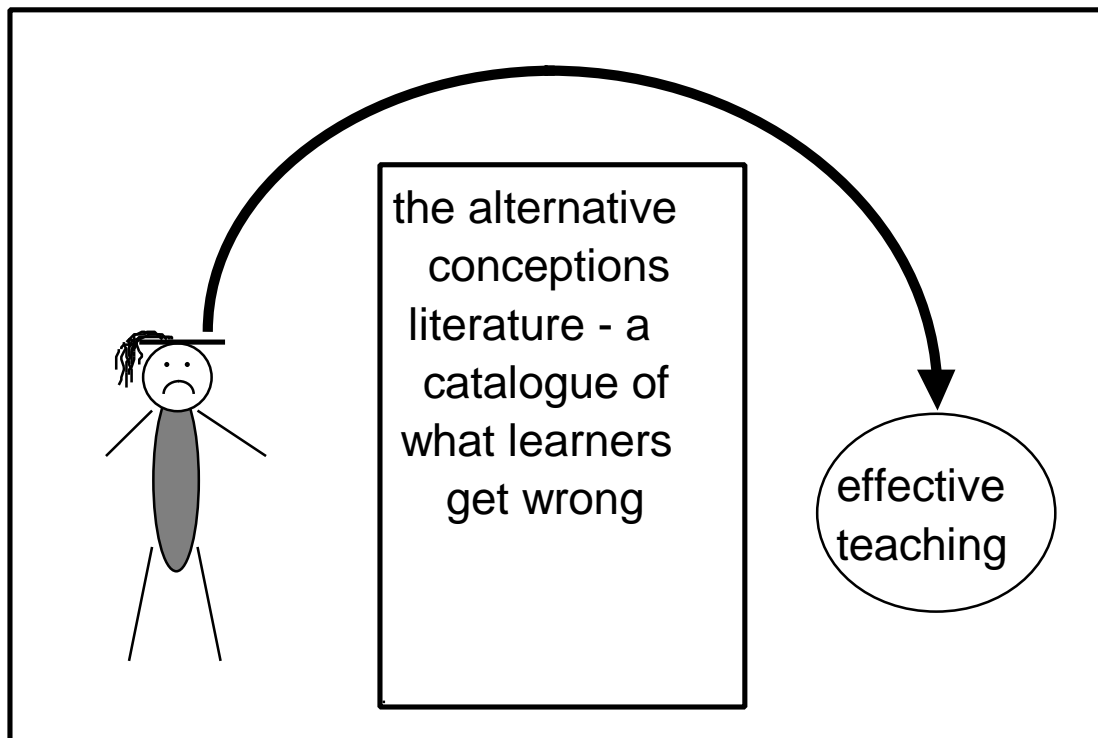 the alternative
conceptions
literature - a
catalogue of
what learners
get wrong
effective
teaching